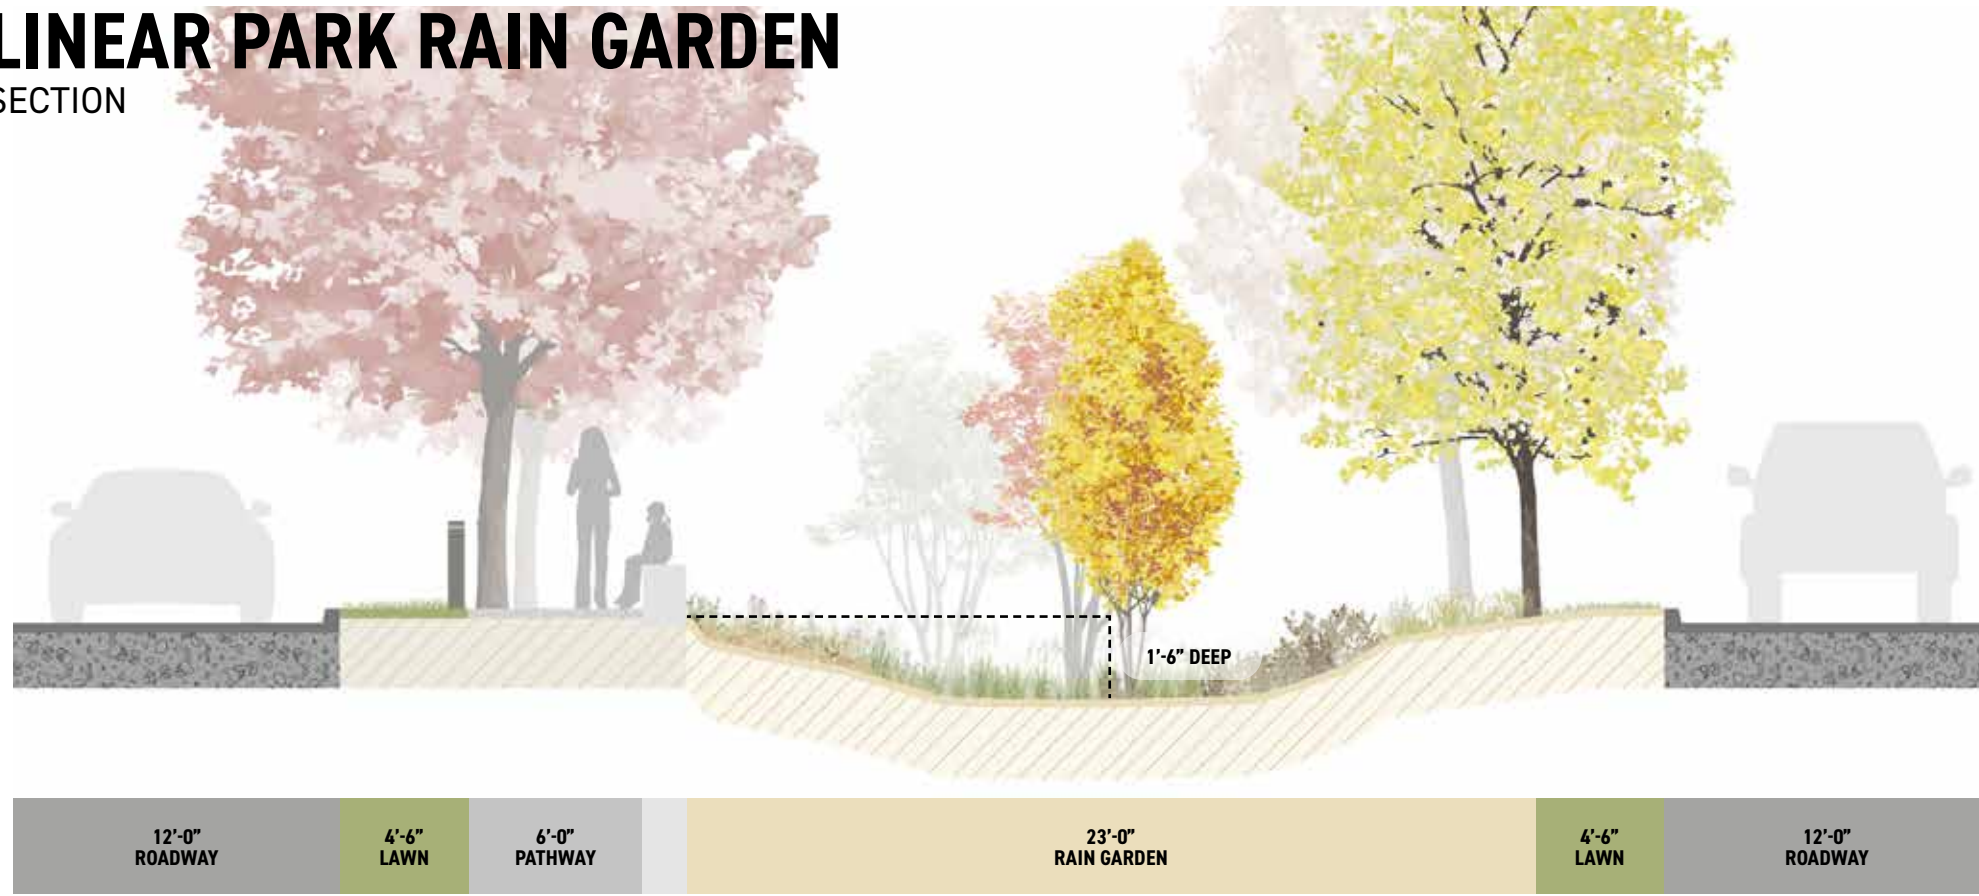 LINEAR PARK RAIN GARDEN
SECTION
1’-6” DEEP
12’-0”
ROADWAY
4’-6”
LAWN
6’-0”
PATHWAY
23’-0”
RAIN GARDEN
4’-6”
LAWN
12’-0”
ROADWAY